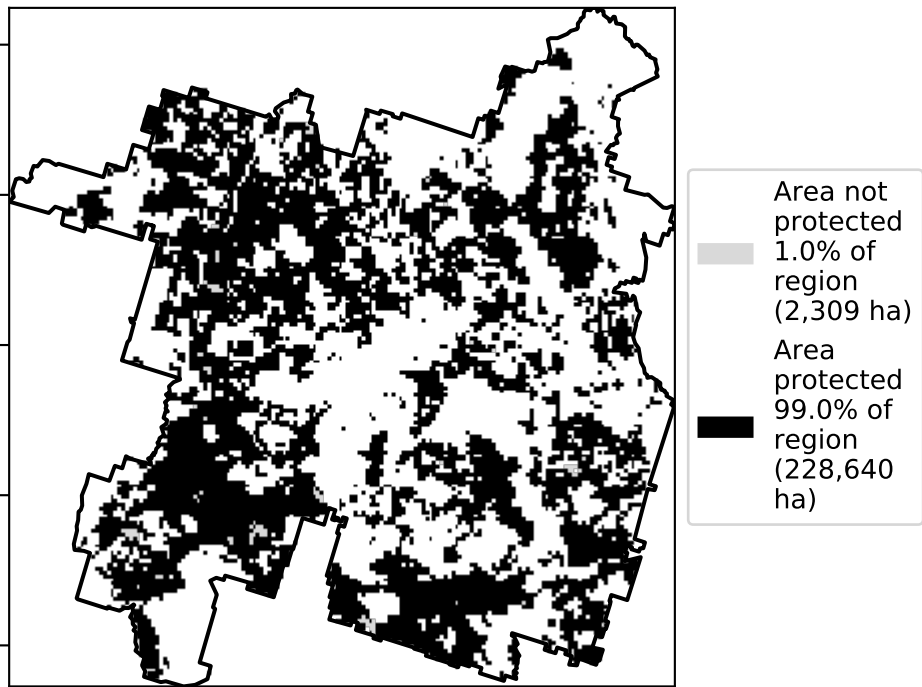 Area not
protected
1.0% of
region
(2,309 ha)
Area
protected
99.0% of
region
(228,640
ha)